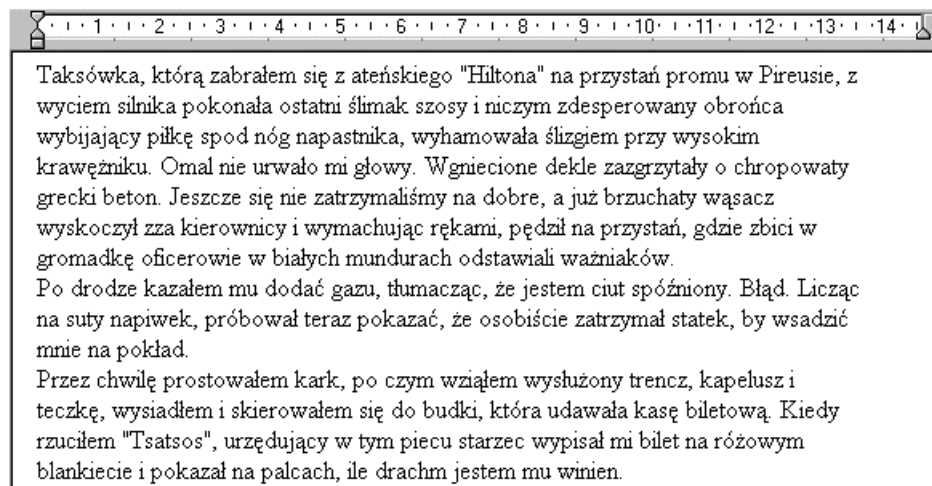 1 2 3 4 5 6 7 8 9 10 11 12 13 14
Taksówka, którą zabrałem się z ateńskiego "Hiltona" na przystań promu w Pireusie, z
wyciem silnika pokonała ostatni ślimak szosy i niczym zdesperowany obrońca
wybijający piłkę spod nóg napastnika, wyhamowała ślizgiem przy wysokim
krawężniku. Omal nie urwało mi głowy. Wgniecione dekle zazgrzytały o chropowaty
grecki beton. Jeszcze się nie zatrzymaliśmy na dobre, a już brzuchaty wąsacz
wyskoczył zza kierownicy i wymachując rękami, pędził na przystań, gdzie zbici w
gromadkę oficerowie w białych mundurach odstawiali ważniaków.
Po drodze kazałem mu dodać gazu, tłumacząc, że jestem ciut spóźniony. Błąd. Licząc
na suty napiwek, próbował teraz pokazać, że osobiście zatrzymał statek, by wsadzić
mnie na pokład.
Przez chwilę prostowałem kark, po czym wziąłem wysłużony trencz, kapelusz i
teczkę, wysiadłem i skierowałem się do budki, która udawała kasę biletową. Kiedy
rzuciłem "Tsatsos", urzędujący w tym piecu starzec wypisał mi bilet na różowym
blankiecie i pokazał na palcach, ile drachm jestem mu winien.